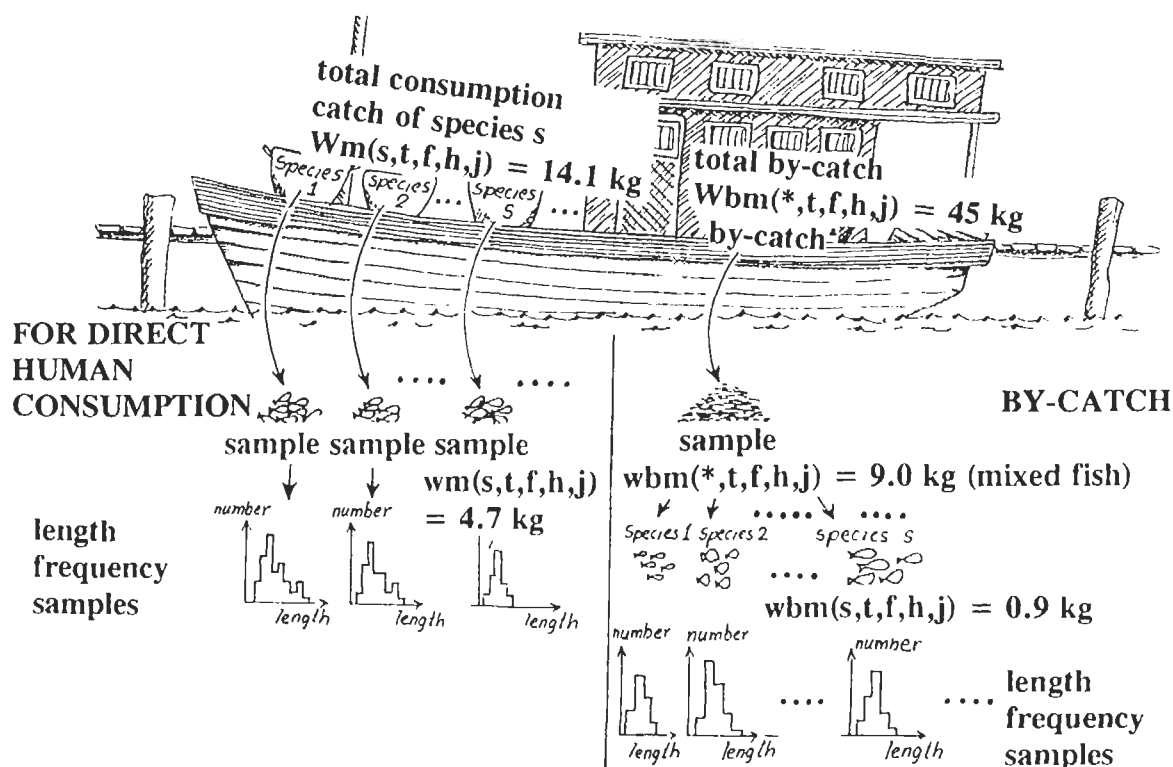 total consumption
catch of species s
Wm(s,t,f,h,j) = 14.1 kg
species 1
species 2
...
species s
...
total by-catch
Wbm(*,t,f,h,j) = 45 kg
by-catch
FOR DIRECT
HUMAN
CONSUMPTION
.... ....
sample sample sample
wm(s,t,f,h,j)
= 4.7 kg
number number
length
frequency
samples
length length length
BY-CATCH
sample
wbm(*,t,f,h,j) = 9.0 kg (mixed fish)
..... ....
Species 1 Species 2 species s
....
wbm(s,t,f,h,j) = 0.9 kg
number number number
.... ....
length
frequency
samples
length length length